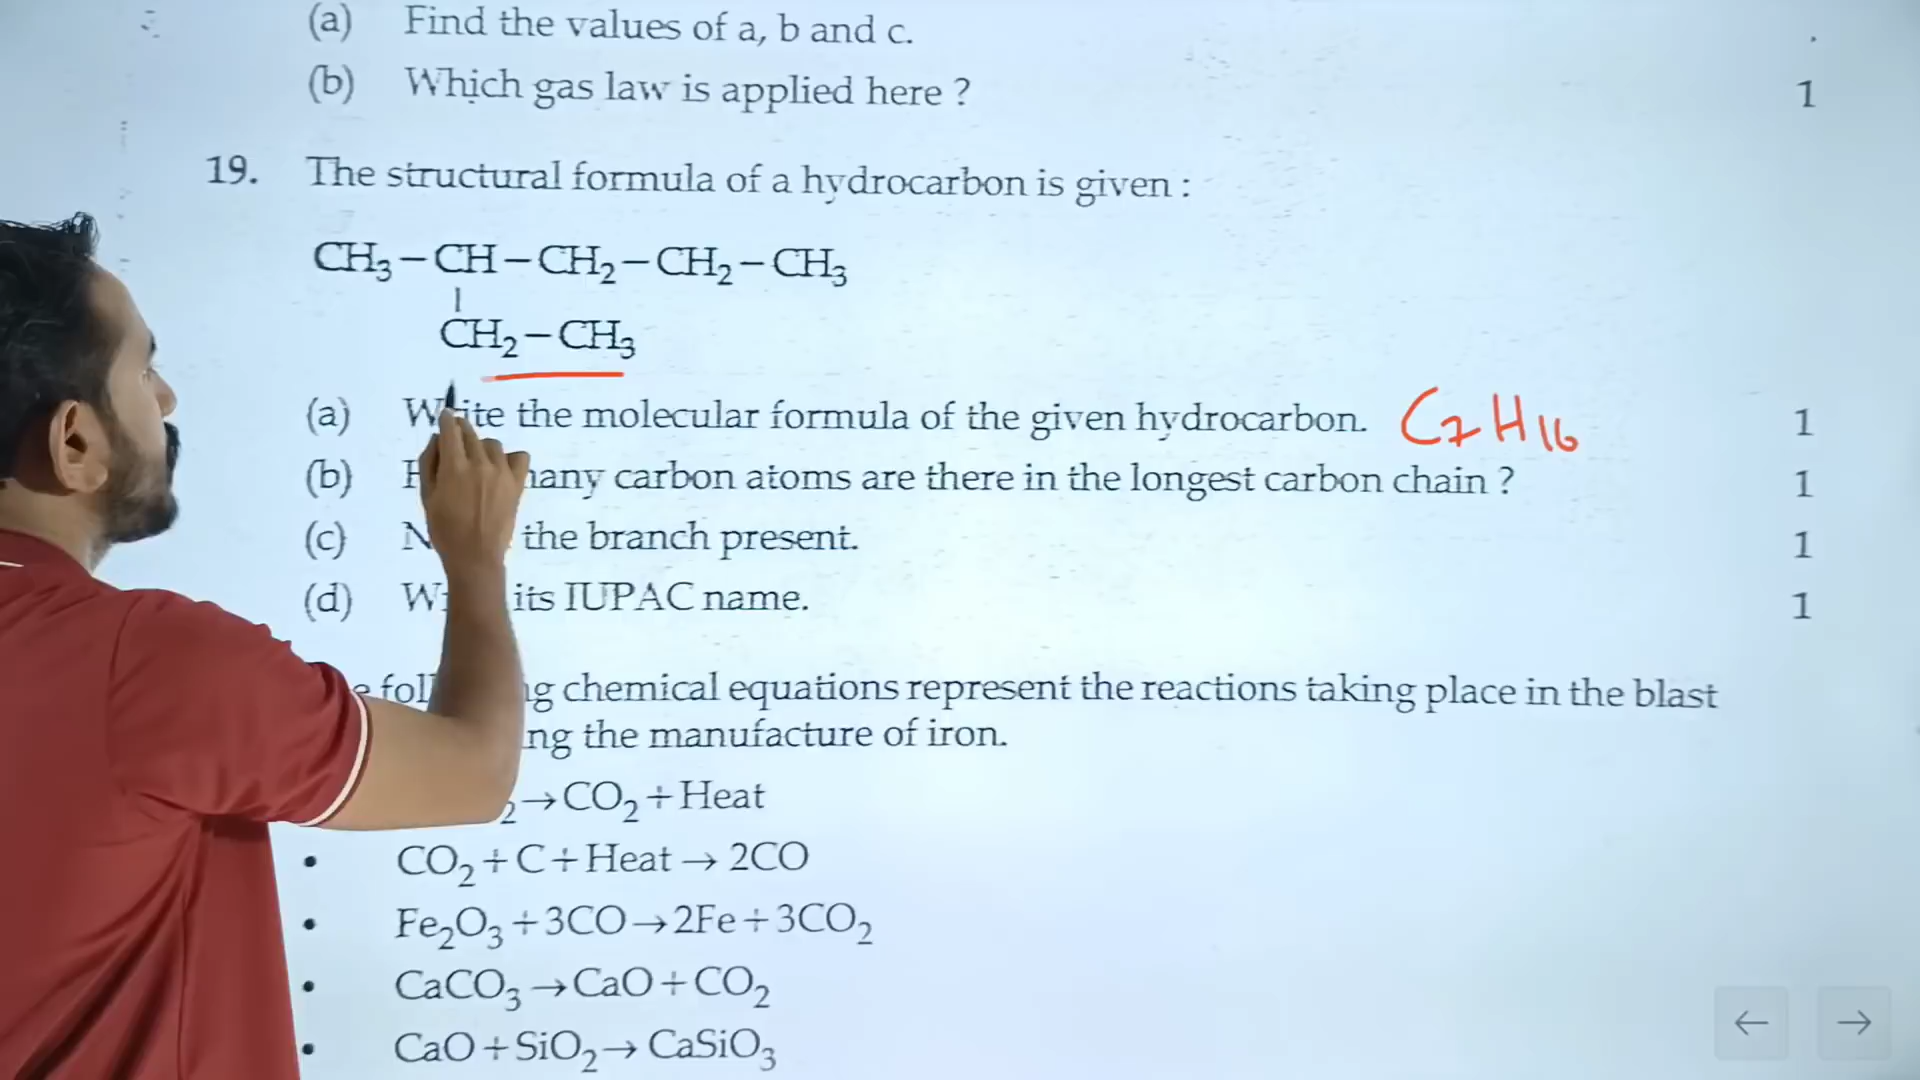 (a) Find the values of a, b and c.
(b) Which gas law is applied here ? 1
19. The structural formula of a hydrocarbon is given :
CH₃ – CH – CH₂ – CH₂ – CH₃
|
CH₂ – CH₃
(a) Write the molecular formula of the given hydrocarbon. C₇H₁₆ 1
(b) many carbon atoms are there in the longest carbon chain ? 1
(c) the branch present. 1
(d) its IUPAC name. 1
chemical equations represent the reactions taking place in the blast
the manufacture of iron.
₂ → CO₂ + Heat
• CO₂ + C + Heat → 2CO
• Fe₂O₃ + 3CO → 2Fe + 3CO₂
• CaCO₃ → CaO + CO₂
• CaO + SiO₂ → CaSiO₃